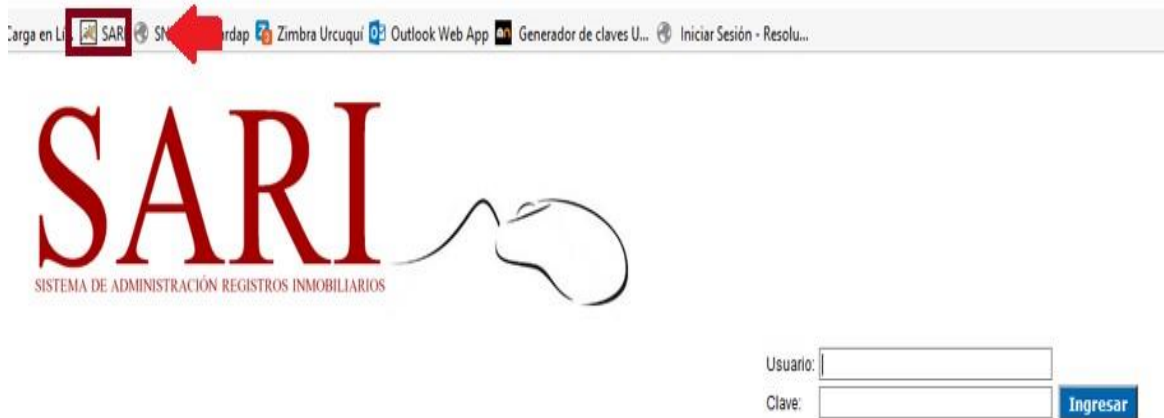 Carga en Lí... SARI SN rdap Zimbra Urcuquí Outlook Web App Generador de claves U... Iniciar Sesión - Resolu...
SARI
SISTEMA DE ADMINISTRACIÓN REGISTROS INMOBILIARIOS
Usuario:
Clave: Ingresar